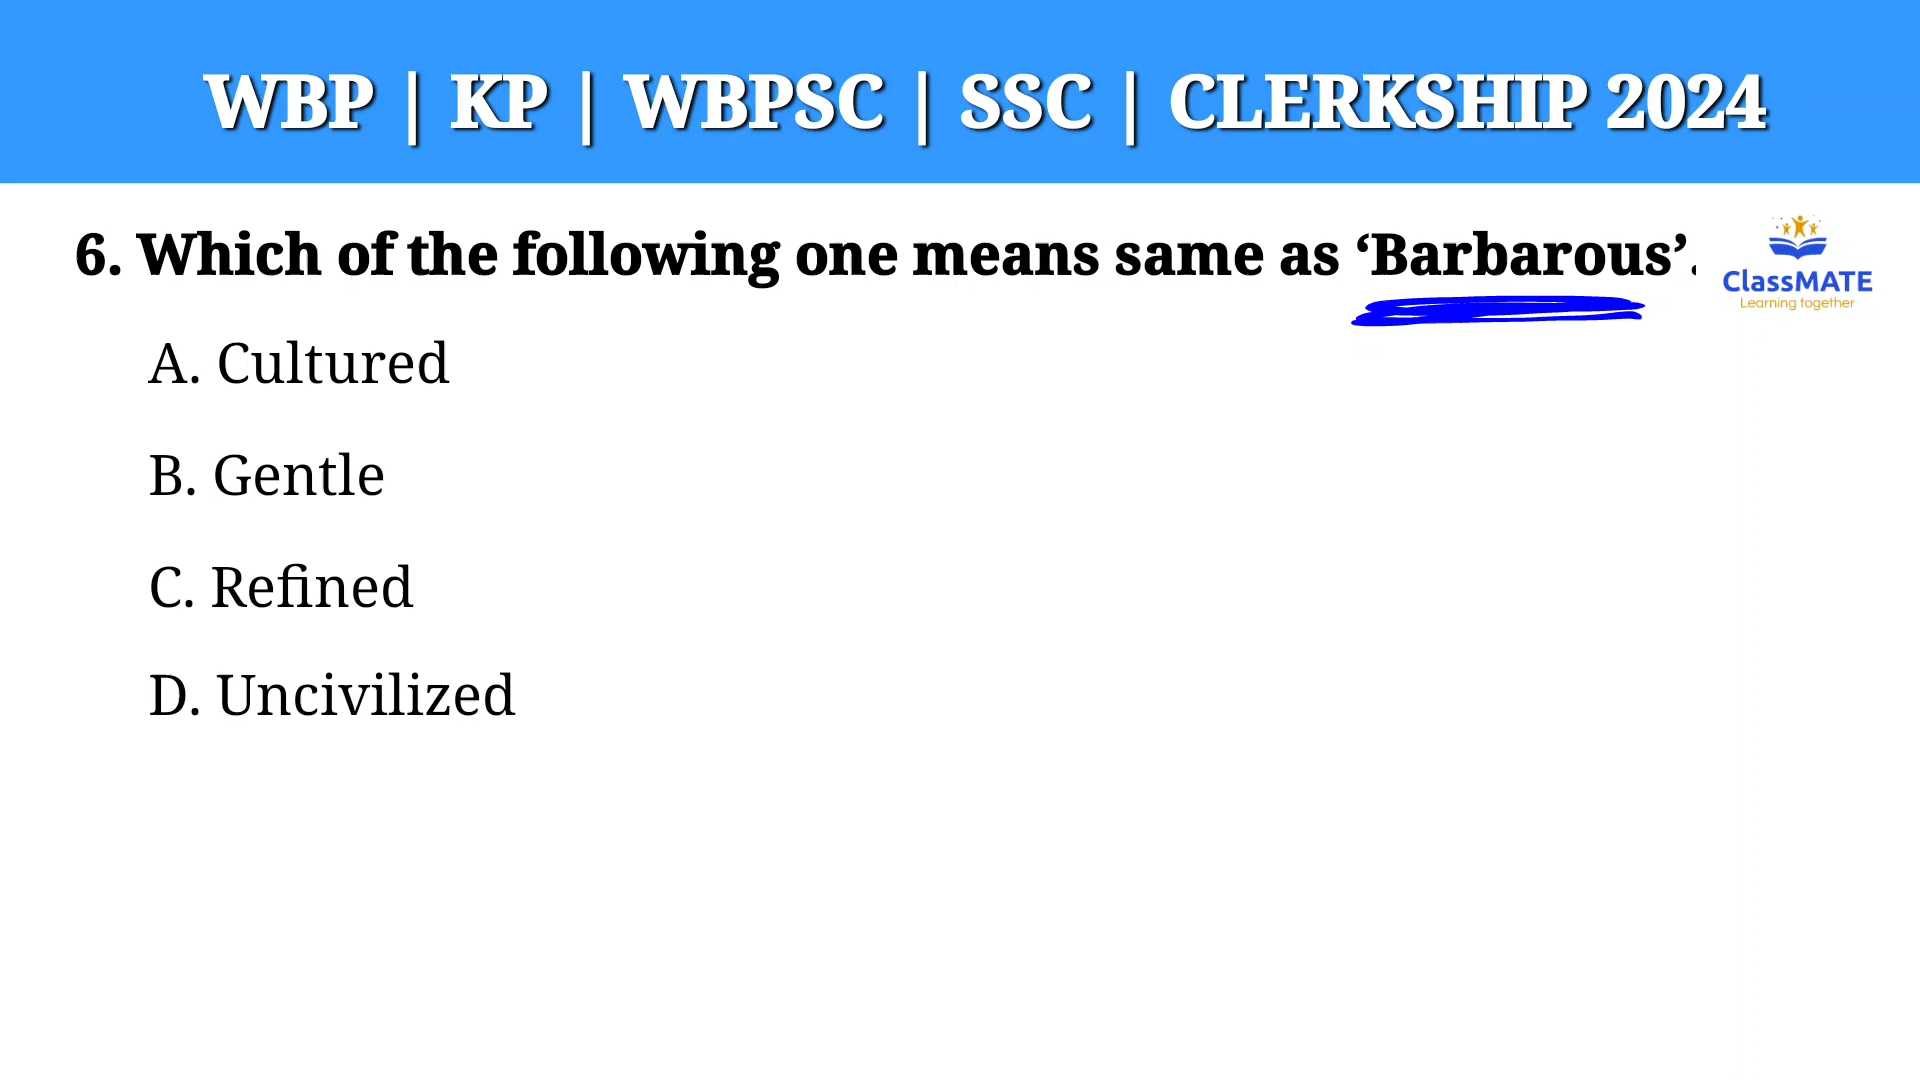 WBP | KP | WBPSC | SSC | CLERKSHIP 2024
6. Which of the following one means same as ‘Barbarous’.
ClassMATE
Learning together
A. Cultured
B. Gentle
C. Refined
D. Uncivilized